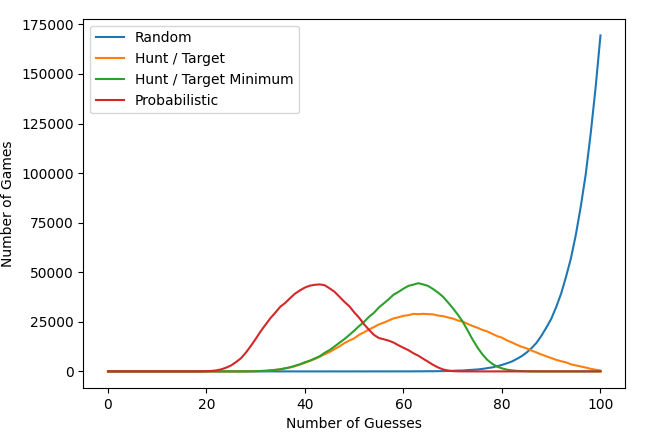 175000
150000
125000
100000
75000
50000
25000
0
Number of Games
Random
Hunt / Target
Hunt / Target Minimum
Probabilistic
0 20 40 60 80 100
Number of Guesses